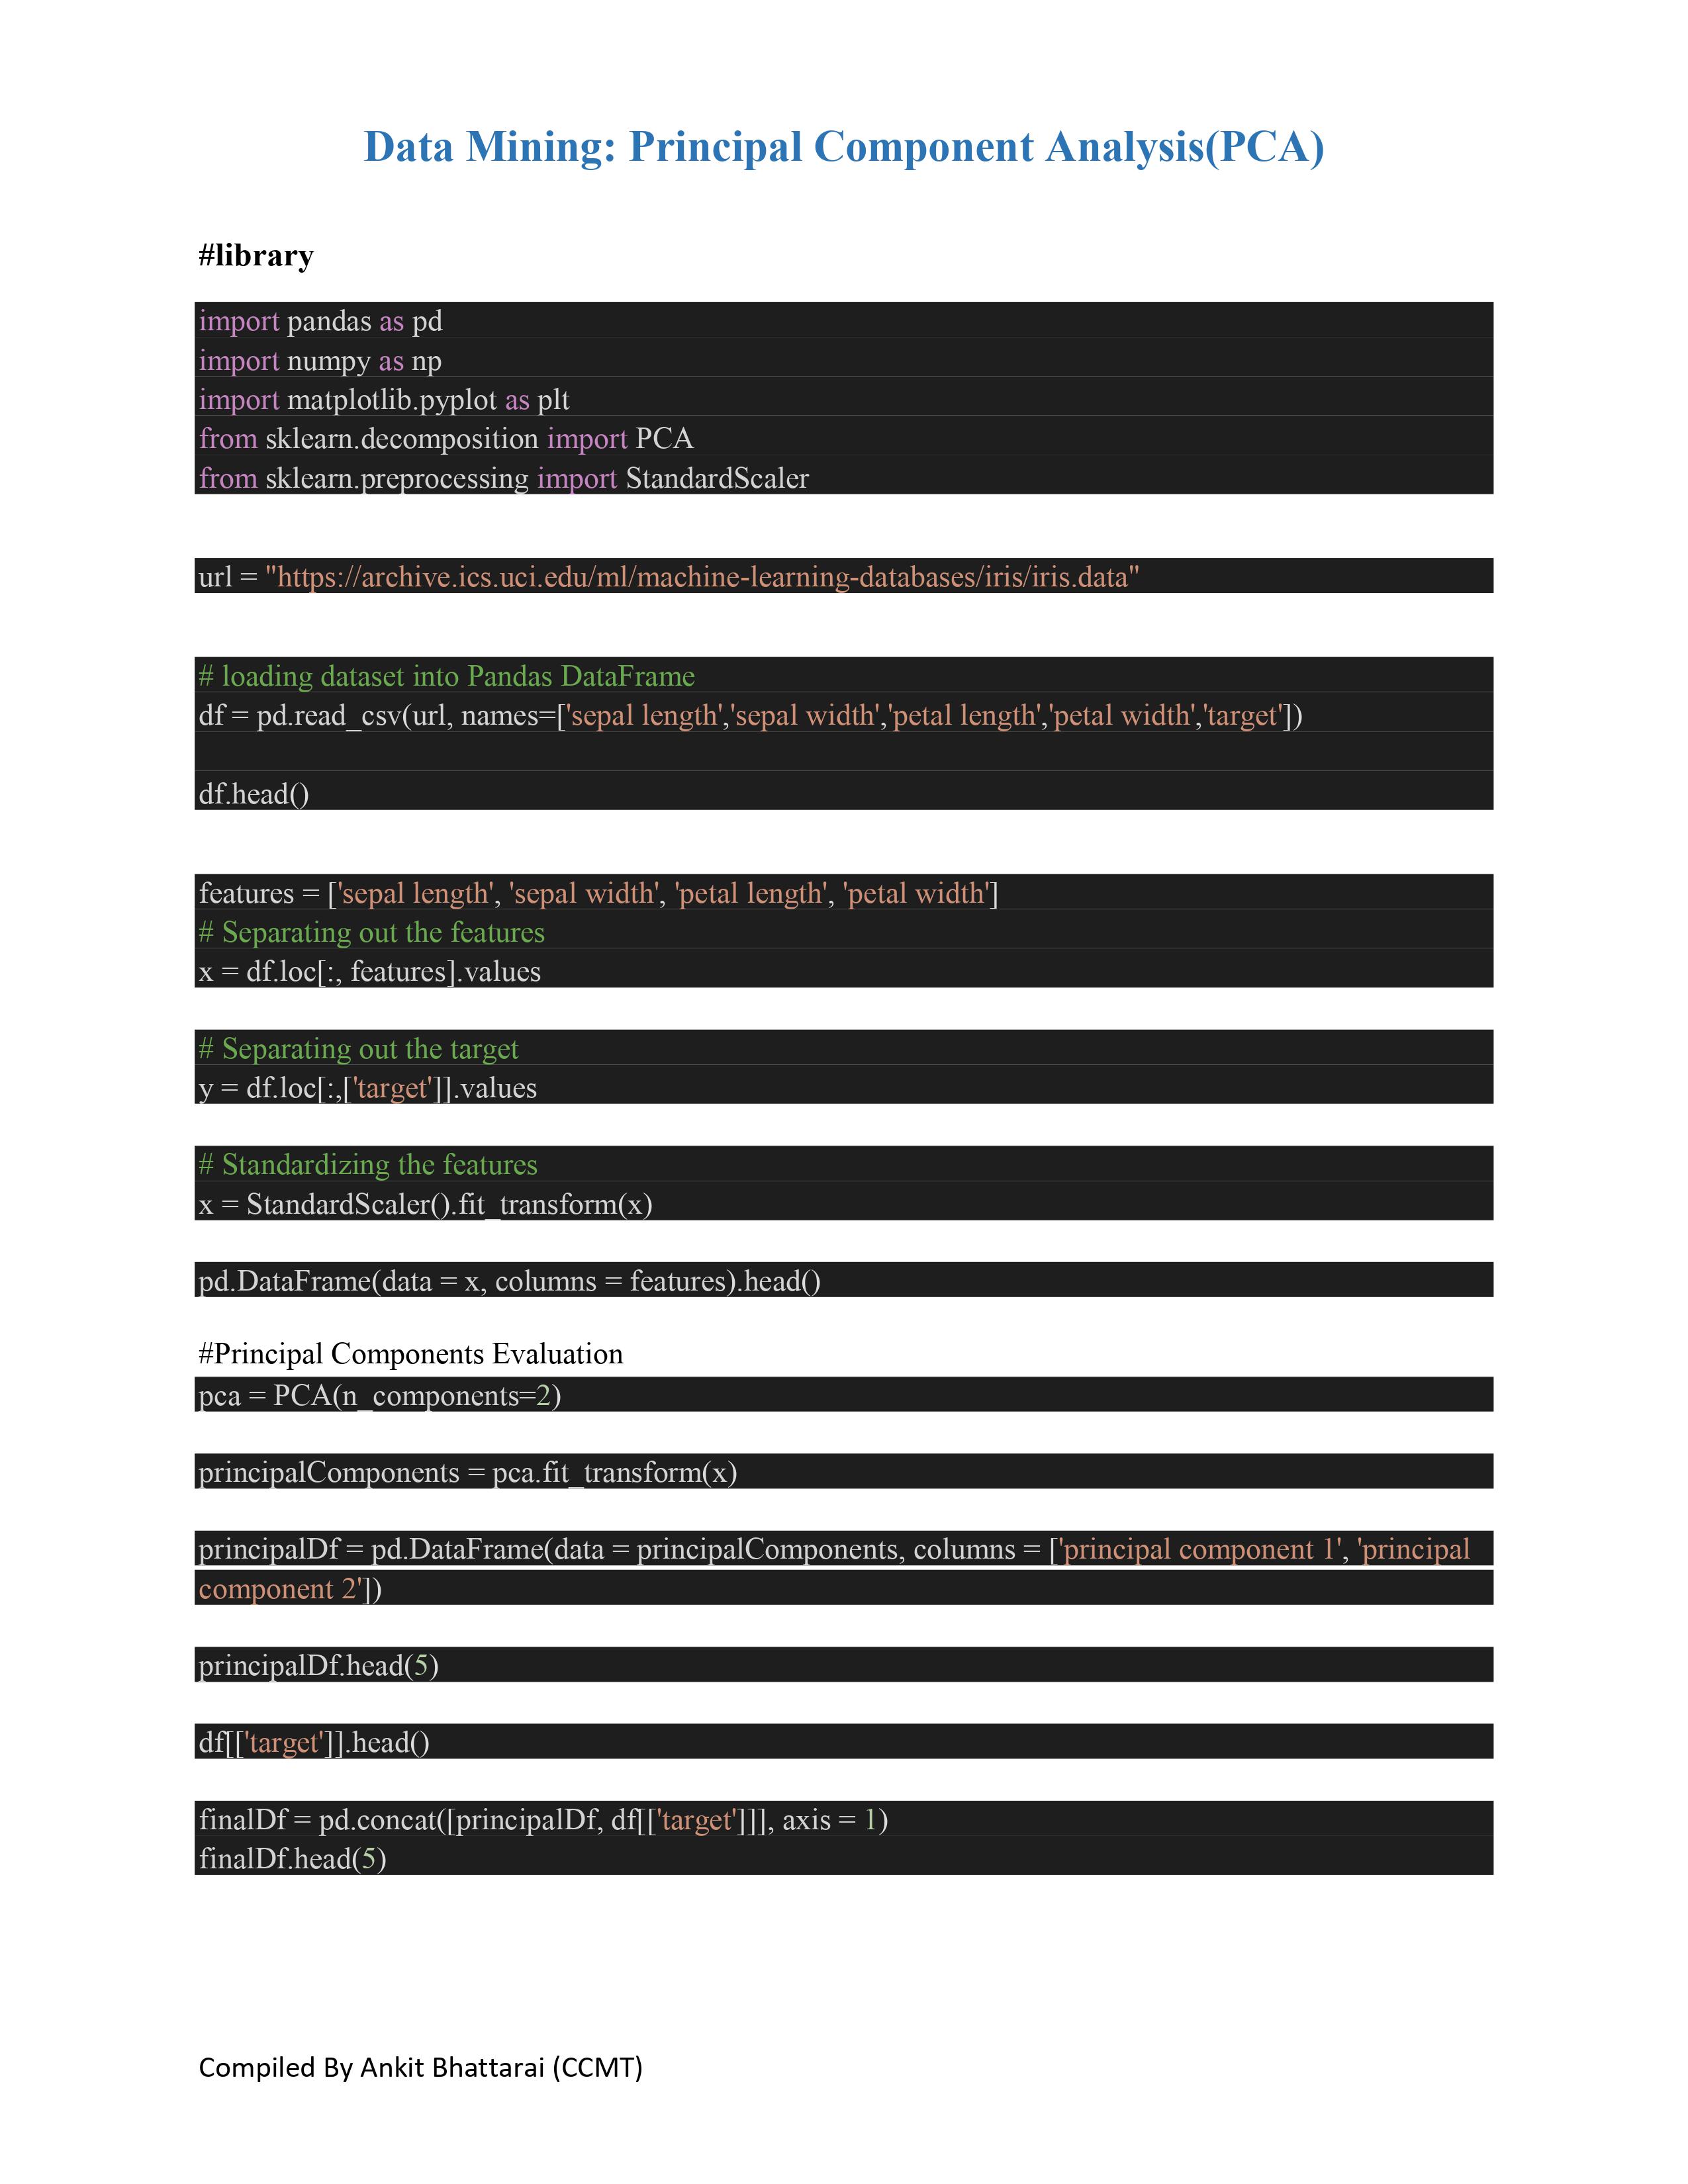 Data Mining: Principal Component Analysis(PCA)
#library
import pandas as pd
import numpy as np
import matplotlib.pyplot as plt
from sklearn.decomposition import PCA
from sklearn.preprocessing import StandardScaler
url = "https://archive.ics.uci.edu/ml/machine-learning-databases/iris/iris.data"
# loading dataset into Pandas DataFrame
df = pd.read_csv(url, names=['sepal length','sepal width','petal length','petal width','target'])
df.head()
features = ['sepal length', 'sepal width', 'petal length', 'petal width']
# Separating out the features
x = df.loc[:, features].values
# Separating out the target
y = df.loc[:,['target']].values
# Standardizing the features
x = StandardScaler().fit_transform(x)
pd.DataFrame(data = x, columns = features).head()
#Principal Components Evaluation
pca = PCA(n_components=2)
principalComponents = pca.fit_transform(x)
principalDf = pd.DataFrame(data = principalComponents, columns = ['principal component 1', 'principal
component 2'])
principalDf.head(5)
df[['target']].head()
finalDf = pd.concat([principalDf, df[['target']]], axis = 1)
finalDf.head(5)
Compiled By Ankit Bhattarai (CCMT)